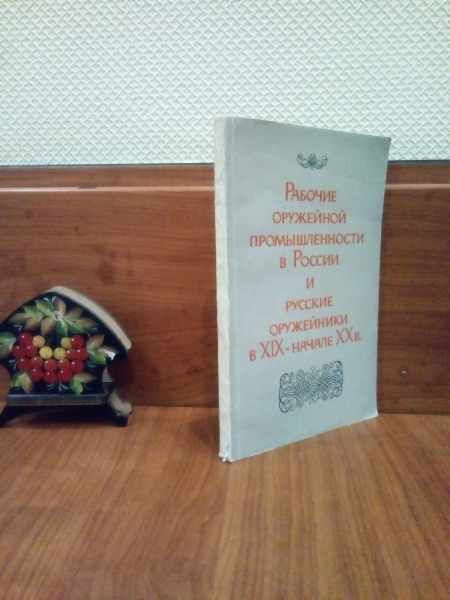 Рабочие
оружейной
промышленности
в России
и
русские
оружейники
в XIX-начале XXв.